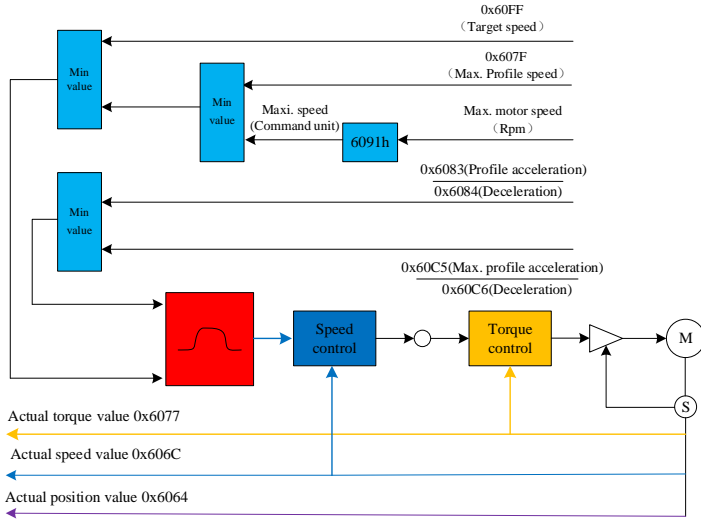 0x60FF
（Target speed）
Min
value
0x607F
（Max. Profile speed）
Min
value
Maxi. speed
(Command unit)
6091h
Max. motor speed
（Rpm）
0x6083(Profile acceleration)
0x6084(Deceleration)
Min
value
0x60C5(Max. profile acceleration)
0x60C6(Deceleration)
Speed
control
Torque
control
M
S
Actual torque value 0x6077
Actual speed value 0x606C
Actual position value 0x6064